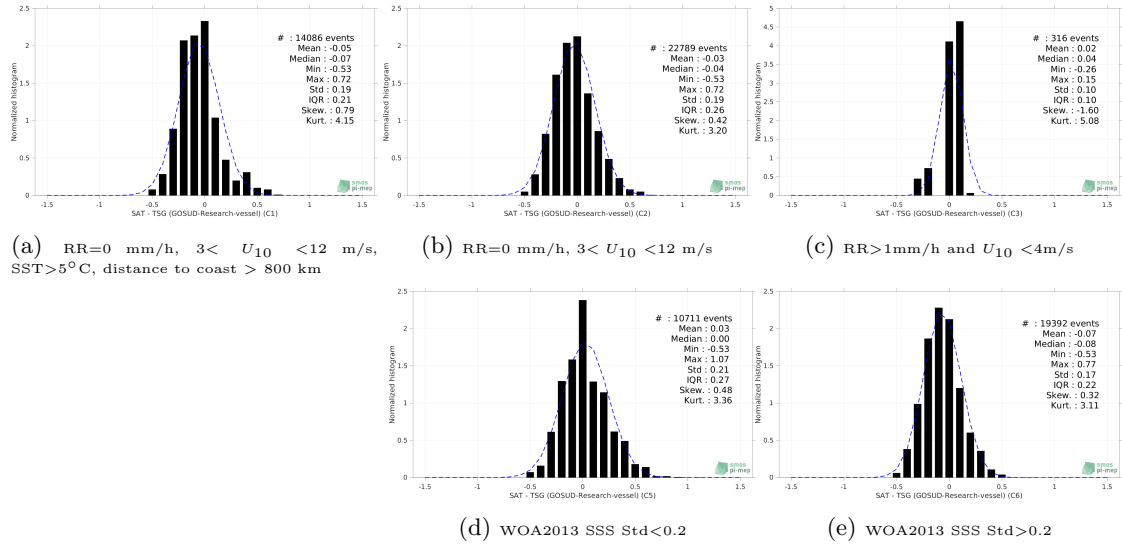 # : 14086 events
Mean : -0.05
Median : -0.07
Min : -0.53
Max : 0.72
Std : 0.19
IQR : 0.21
Skew. : 0.79
Kurt. : 4.15
Normalized histogram
2.5
2
1.5
1
0.5
0
-1.5 -1 -0.5 0 0.5 1 1.5
SAT - TSG (GOSUD-Research-vessel) (C1)
smos
pi-mep
(a) RR=0 mm/h, 3< U10 <12 m/s,
SST>5°C, distance to coast > 800 km
# : 22789 events
Mean : -0.03
Median : -0.04
Min : -0.53
Max : 0.72
Std : 0.19
IQR : 0.26
Skew. : 0.42
Kurt. : 3.20
Normalized histogram
2.5
2
1.5
1
0.5
0
-1.5 -1 -0.5 0 0.5 1 1.5
SAT - TSG (GOSUD-Research-vessel) (C2)
smos
pi-mep
(b) RR=0 mm/h, 3< U10 <12 m/s
# : 316 events
Mean : 0.02
Median : 0.04
Min : -0.26
Max : 0.15
Std : 0.10
IQR : 0.10
Skew. : -1.60
Kurt. : 5.08
Normalized histogram
5
4.5
4
3.5
3
2.5
2
1.5
1
0.5
0
-1.5 -1 -0.5 0 0.5 1 1.5
SAT - TSG (GOSUD-Research-vessel) (C3)
smos
pi-mep
(c) RR>1mm/h and U10 <4m/s
# : 10711 events
Mean : 0.03
Median : 0.00
Min : -0.53
Max : 1.07
Std : 0.21
IQR : 0.27
Skew. : 0.48
Kurt. : 3.36
Normalized histogram
2.5
2
1.5
1
0.5
0
-1.5 -1 -0.5 0 0.5 1 1.5
SAT - TSG (GOSUD-Research-vessel) (C5)
smos
pi-mep
(d) WOA2013 SSS Std<0.2
# : 19392 events
Mean : -0.07
Median : -0.08
Min : -0.53
Max : 0.77
Std : 0.17
IQR : 0.22
Skew. : 0.32
Kurt. : 3.11
Normalized histogram
2.5
2
1.5
1
0.5
0
-1.5 -1 -0.5 0 0.5 1 1.5
SAT - TSG (GOSUD-Research-vessel) (C6)
smos
pi-mep
(e) WOA2013 SSS Std>0.2